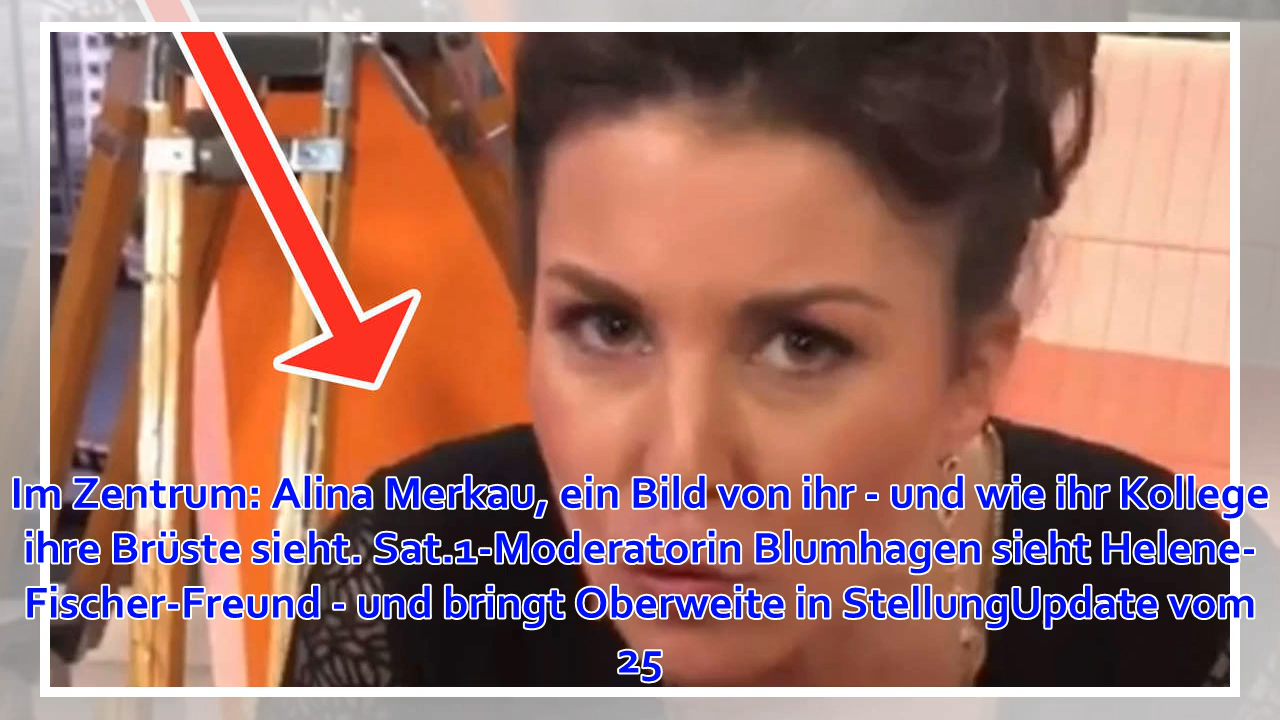 Im Zentrum: Alina Merkau, ein Bild von ihr - und wie ihr Kollege
ihre Brüste sieht. Sat.1-Moderatorin Blumhagen sieht Helene-
Fischer-Freund - und bringt Oberweite in StellungUpdate vom
25